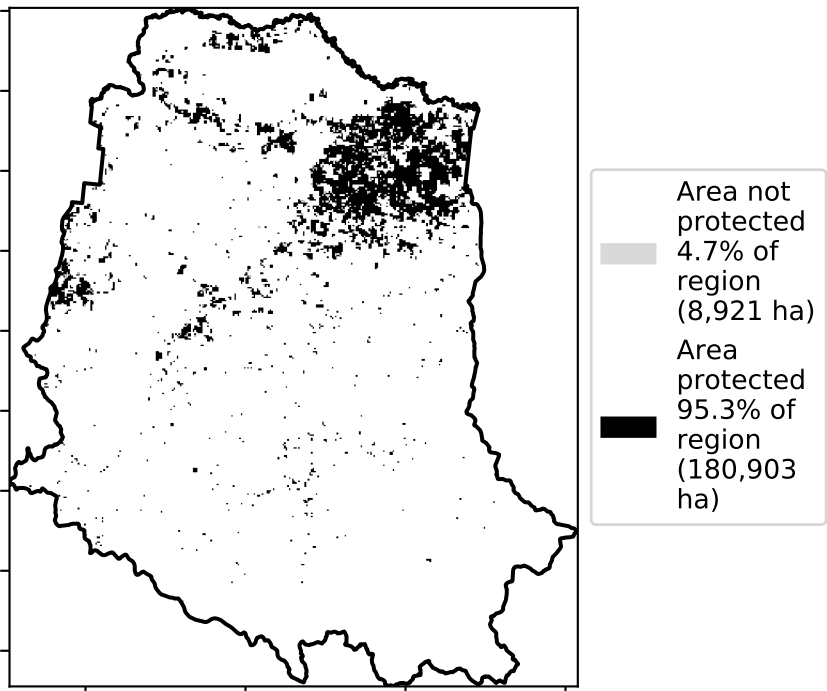 Area not
protected
4.7% of
region
(8,921 ha)
Area
protected
95.3% of
region
(180,903
ha)